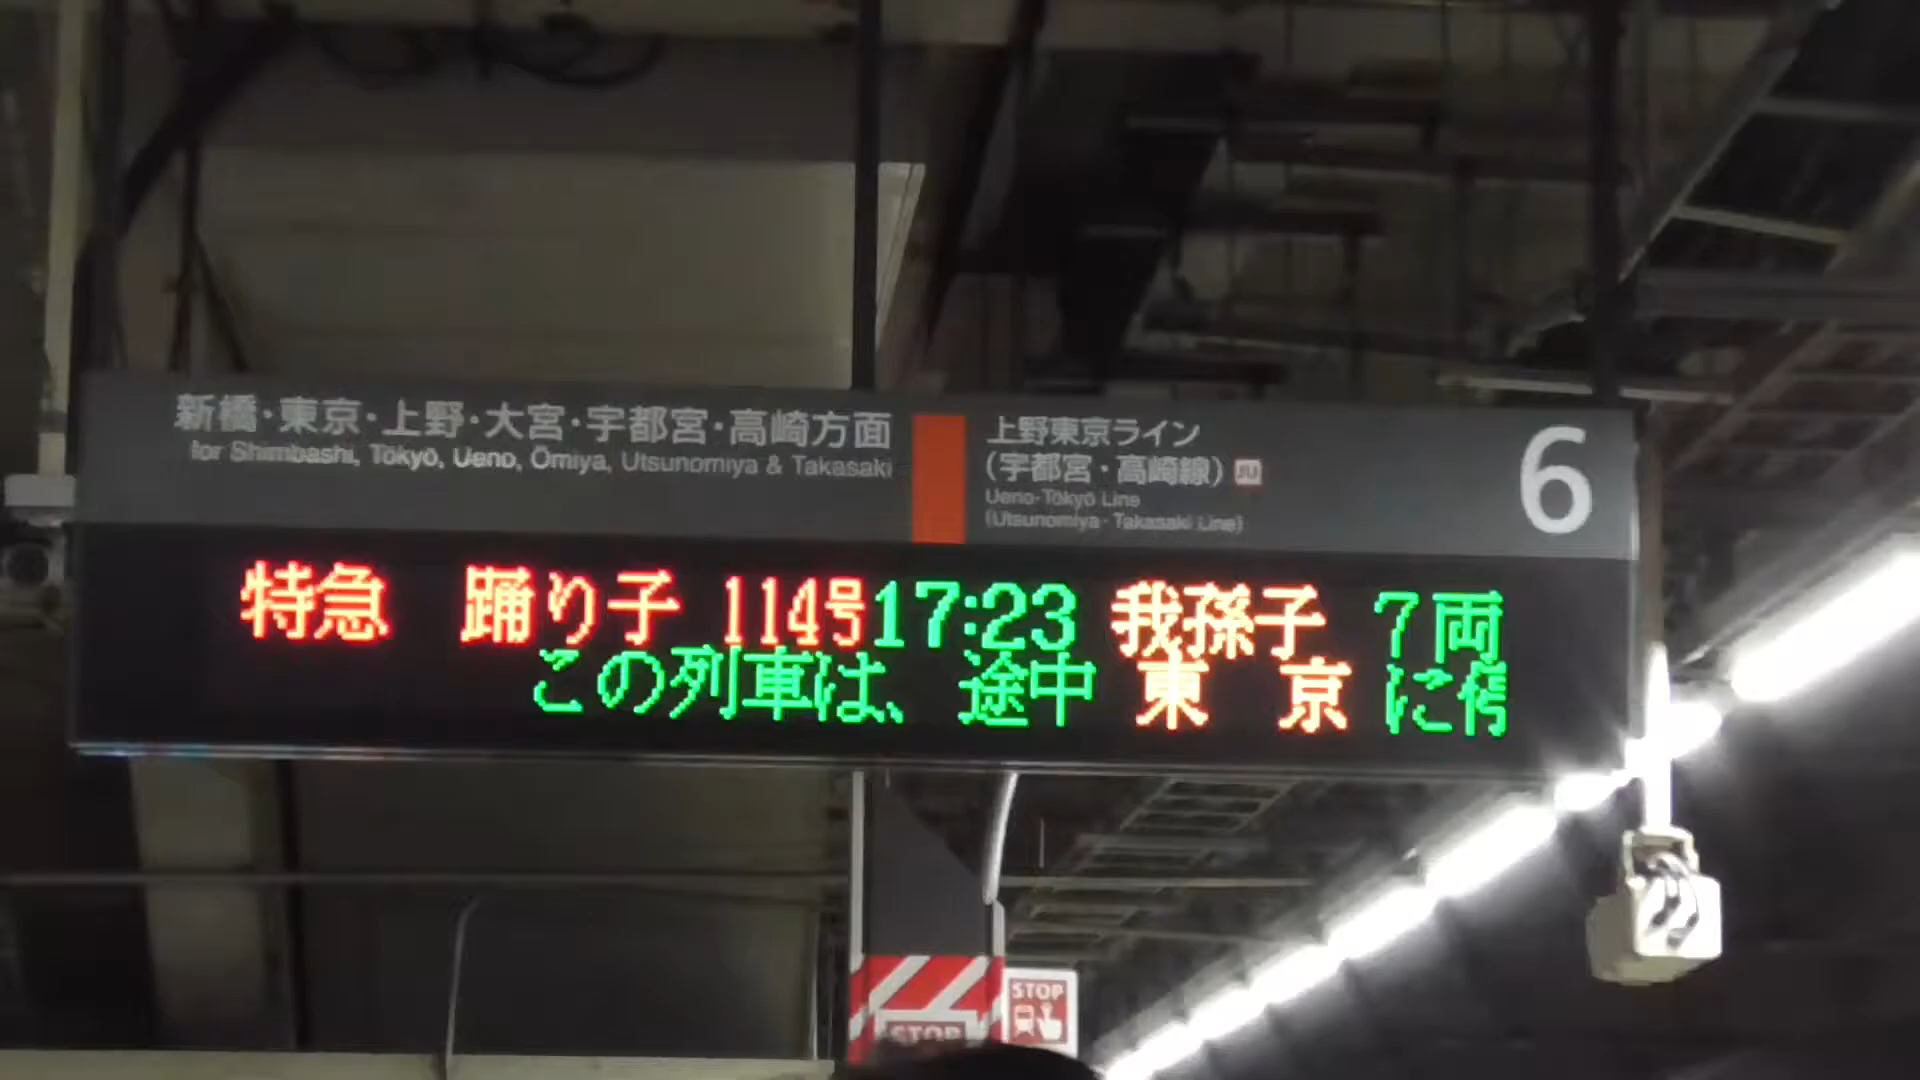 新橋・東京・上野・大宮・宇都宮・高崎方面
for Shimbashi, Tōkyō, Ueno, Ōmiya, Utsunomiya & Takasaki
上野東京ライン
(宇都宮・高崎線) JU
Ueno-Tōkyō Line
(Utsunomiya・Takasaki Line)
6
特急 踊り子 114号 17:23 我孫子 7両
この列車は、途中 東 京 に停
STOP
STOP